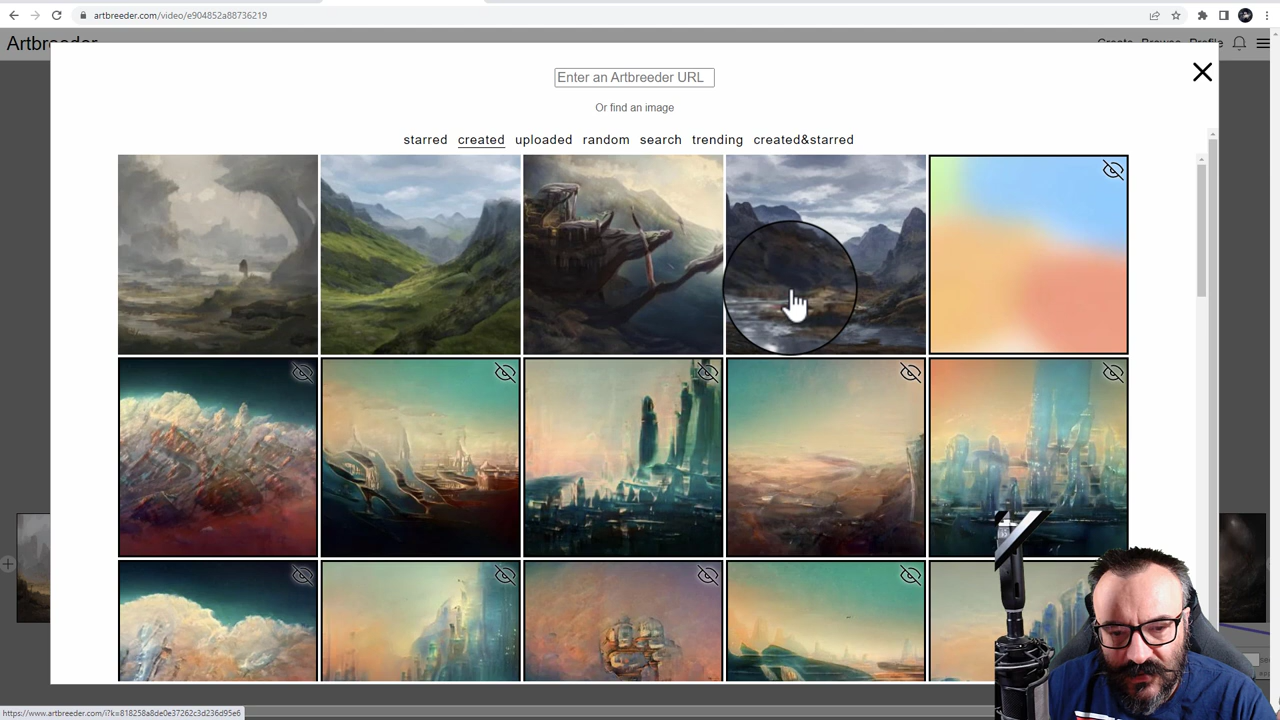 artbreeder.com/video/e904852a88736219
Artbreeder
Create Browse Profile
Enter an Artbreeder URL
Or find an image
starred created uploaded random search trending created&starred
https://www.artbreeder.com/i?k=818258a8de0e37262c3d236d95e6